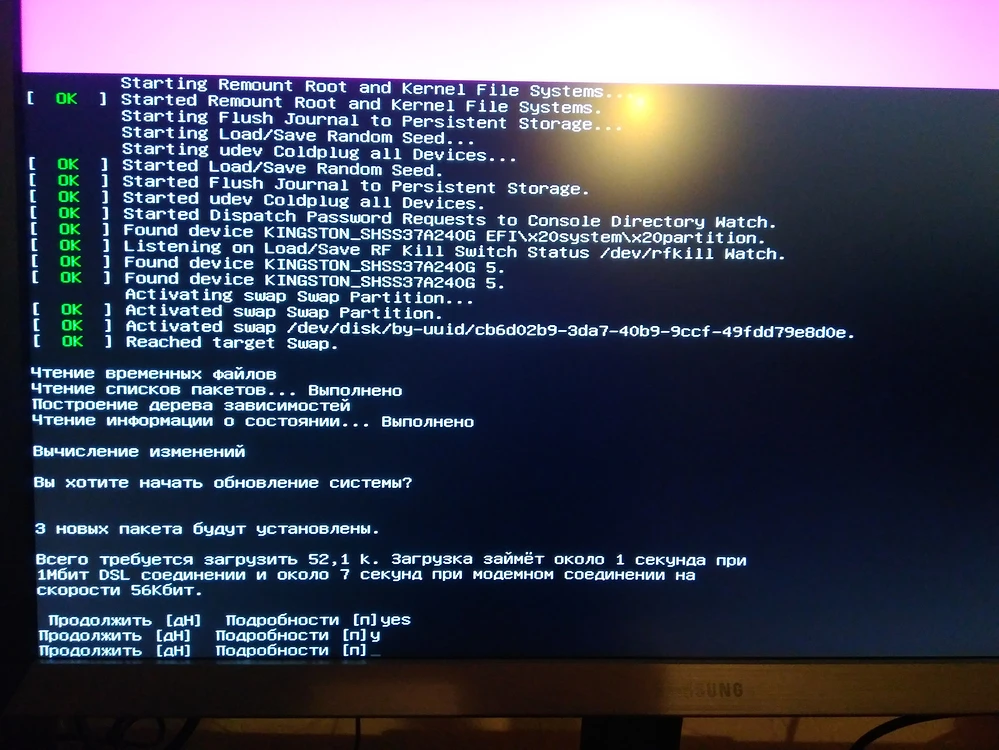 Starting Remount Root and Kernel File Systems...
[ OK ] Started Remount Root and Kernel File Systems.
Starting Flush Journal to Persistent Storage...
Starting Load/Save Random Seed...
Starting udev Coldplug all Devices...
[ OK ] Started Load/Save Random Seed.
[ OK ] Started Flush Journal to Persistent Storage.
[ OK ] Started udev Coldplug all Devices.
[ OK ] Started Dispatch Password Requests to Console Directory Watch.
[ OK ] Found device KINGSTON_SHSS37A240G EFI\x20system\x20partition.
[ OK ] Listening on Load/Save RF Kill Switch Status /dev/rfkill Watch.
[ OK ] Found device KINGSTON_SHSS37A240G 5.
[ OK ] Found device KINGSTON_SHSS37A240G 5.
Activating swap Swap Partition...
[ OK ] Activated swap Swap Partition.
[ OK ] Activated swap /dev/disk/by-uuid/cb6d02b9-3da7-40b9-9ccf-49fdd79e8d0e.
[ OK ] Reached target Swap.
Чтение временных файлов
Чтение списков пакетов... Выполнено
Построение дерева зависимостей
Чтение информации о состоянии... Выполнено
Вычисление изменений
Вы хотите начать обновление системы?
3 новых пакета будут установлены.
Всего требуется загрузить 52,1 k. Загрузка займёт около 1 секунда при
1Мбит DSL соединении и около 7 секунд при модемном соединении на
скорости 56Кбит.
Продолжить [дН] Подробности [п]yes
Продолжить [дН] Подробности [п]y
Продолжить [дН] Подробности [п]_